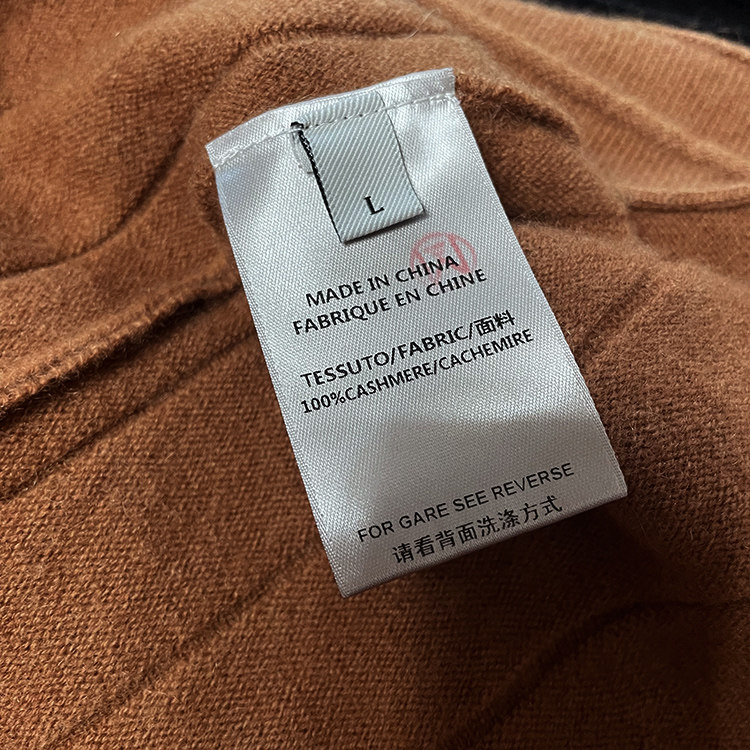 L
MADE IN CHINA
FABRIQUE EN CHINE
TESSUTO/FABRIC/面料
100%CASHMERE/CACHEMIRE
FOR GARE SEE REVERSE
请看背面洗涤方式